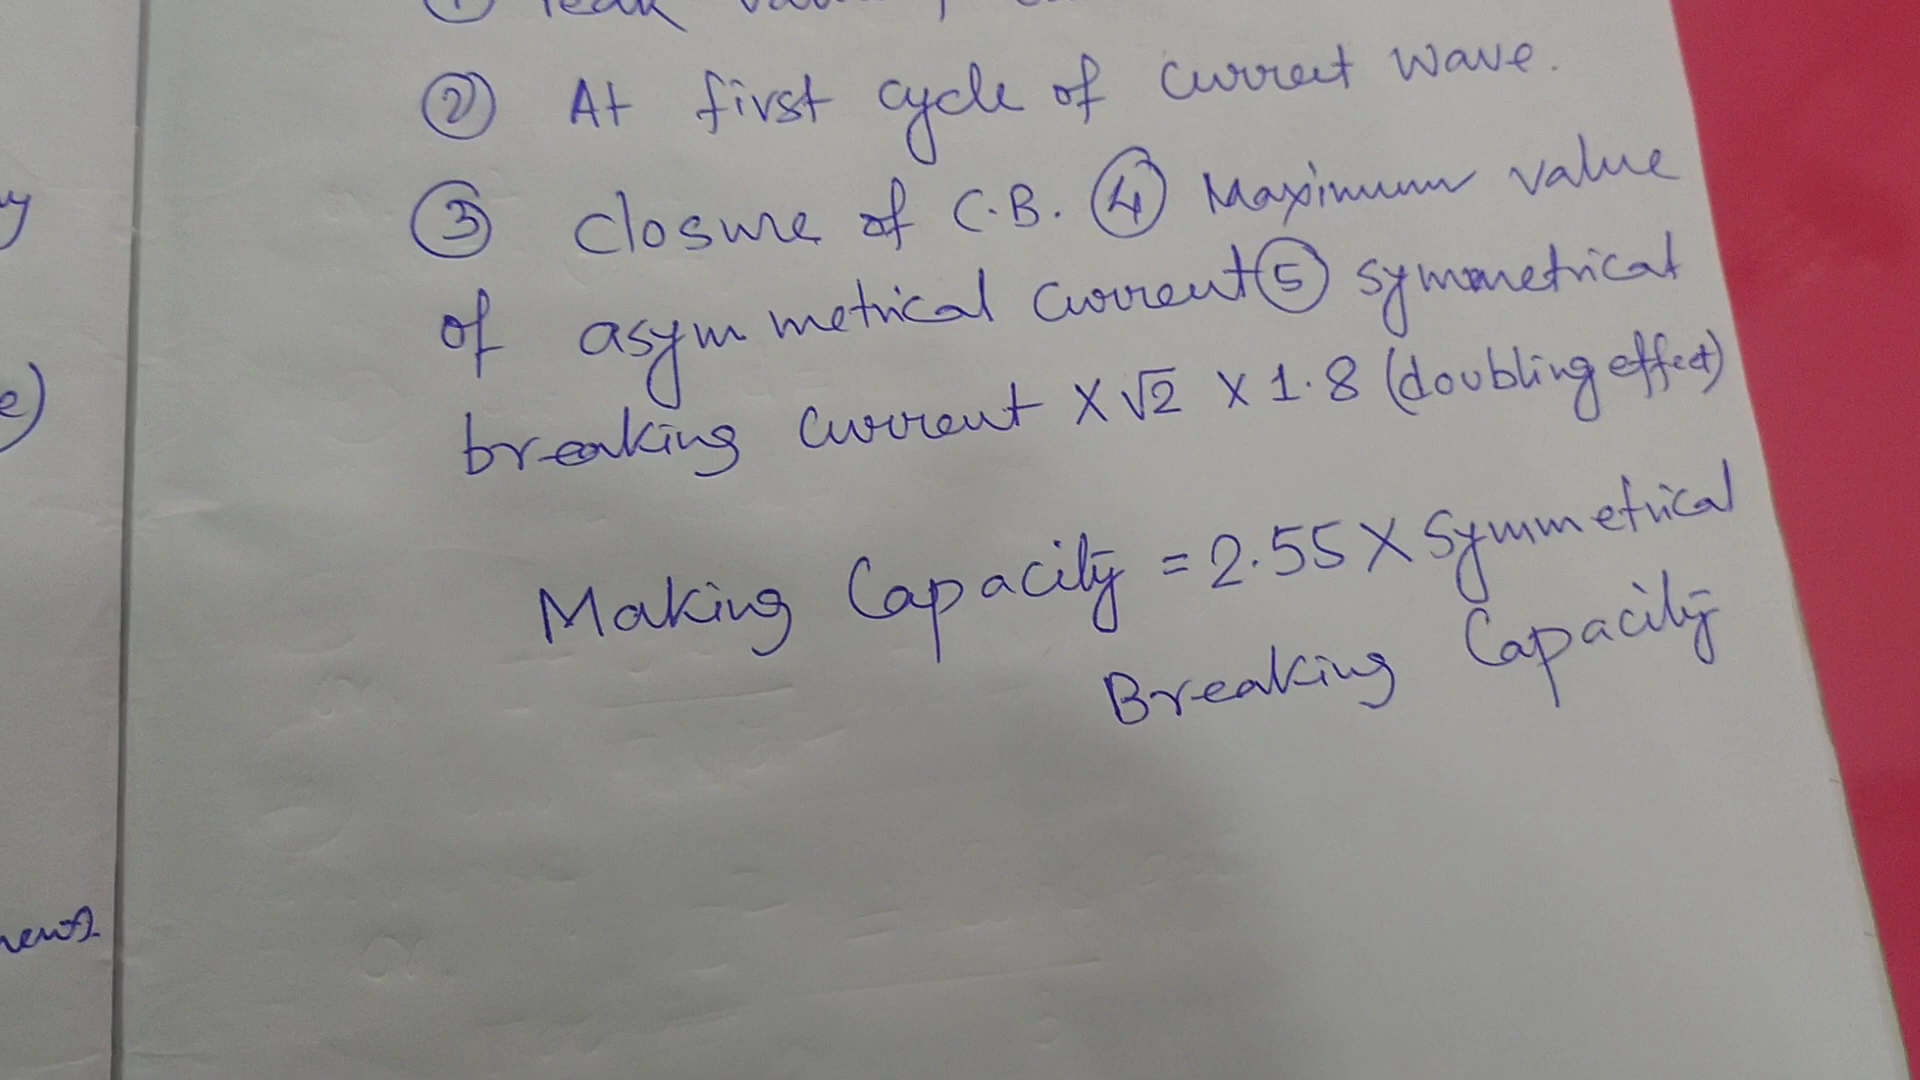 ② At first cycle of current wave.
③ closure of C.B. ④ Maximum value
of asymmetrical current ⑤ symmetrical
breaking current X √2 X 1.8 (doubling effect)
Making Capacity = 2.55 X Symmetrical
Breaking Capacity